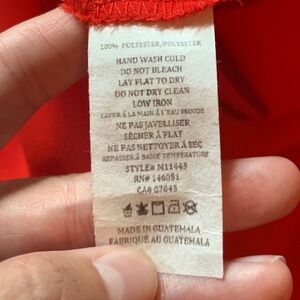 100% POLYESTER/POLYESTER
HAND WASH COLD
DO NOT BLEACH
LAY FLAT TO DRY
DO NOT DRY CLEAN
LOW IRON
LAVER À LA MAIN À L'EAU FROIDE
NE PAS JAVELLISER
SÉCHER À PLAT
NE PAS NETTOYER À SEC
REPASSER À BASSE TEMPÉRATURE
STYLE# M11443
RN# 146051
CA# 07043
MADE IN GUATEMALA
FABRIQUÉ AU GUATEMALA